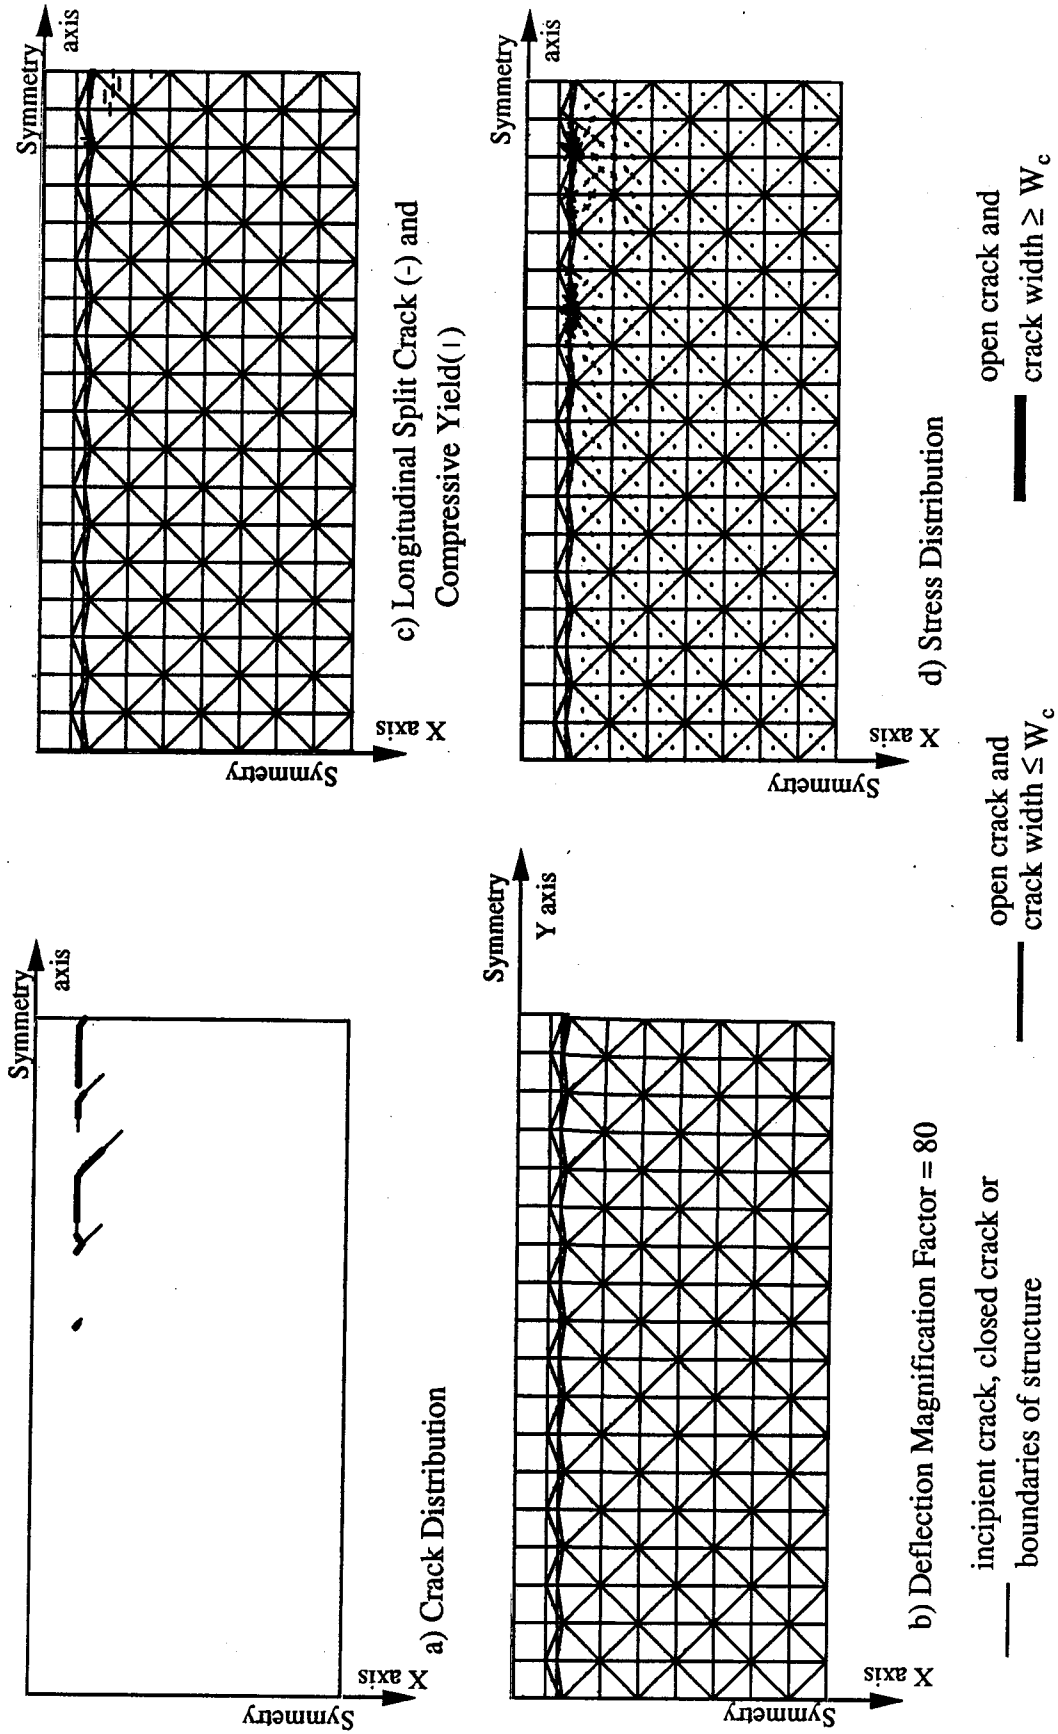 Symmetry
axis
X axis
Symmetry
a) Crack Distribution
Symmetry
Y axis
X axis
Symmetry
b) Deflection Magnification Factor = 80
Symmetry
axis
X axis
Symmetry
c) Longitudinal Split Crack (-) and
Compressive Yield(|)
Symmetry
axis
X axis
Symmetry
d) Stress Distribution
incipient crack, closed crack or
boundaries of structure
open crack and
crack width ≤ Wc
open crack and
crack width ≥ Wc